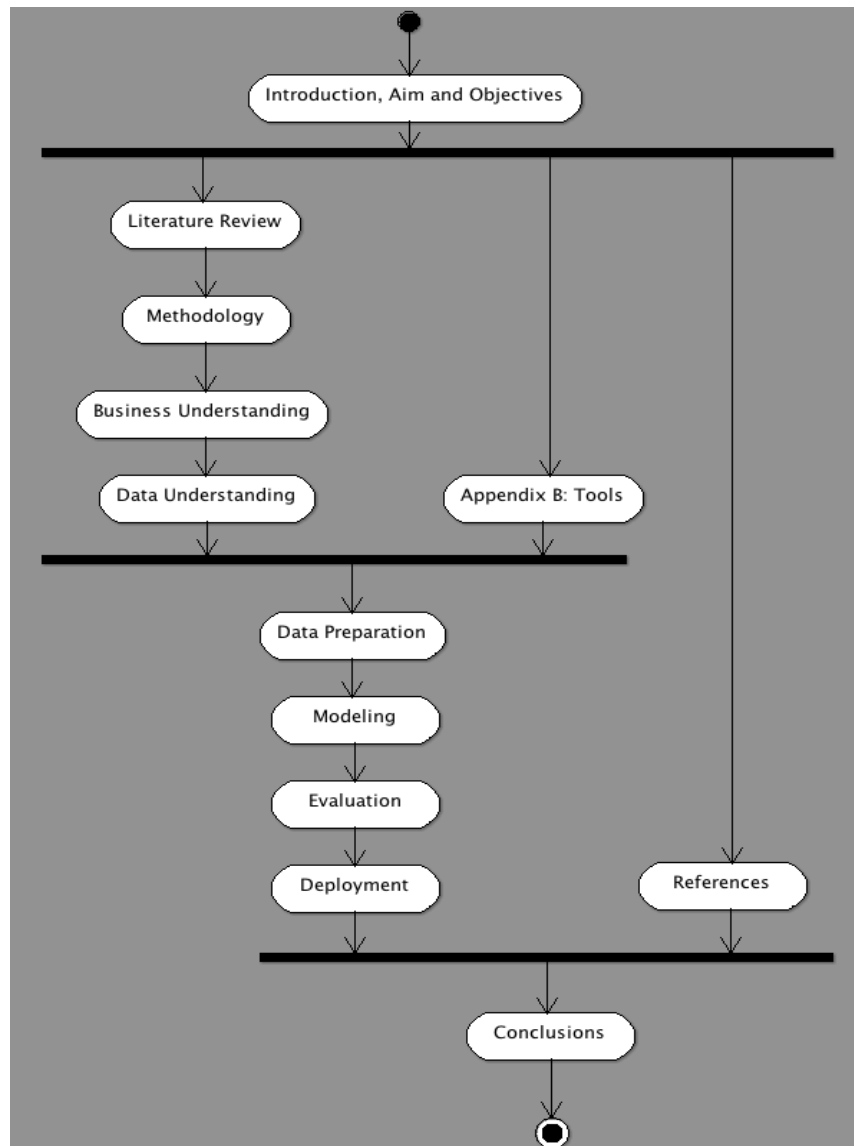 Introduction, Aim and Objectives
Literature Review
Methodology
Business Understanding
Data Understanding
Appendix B: Tools
Data Preparation
Modeling
Evaluation
Deployment
References
Conclusions